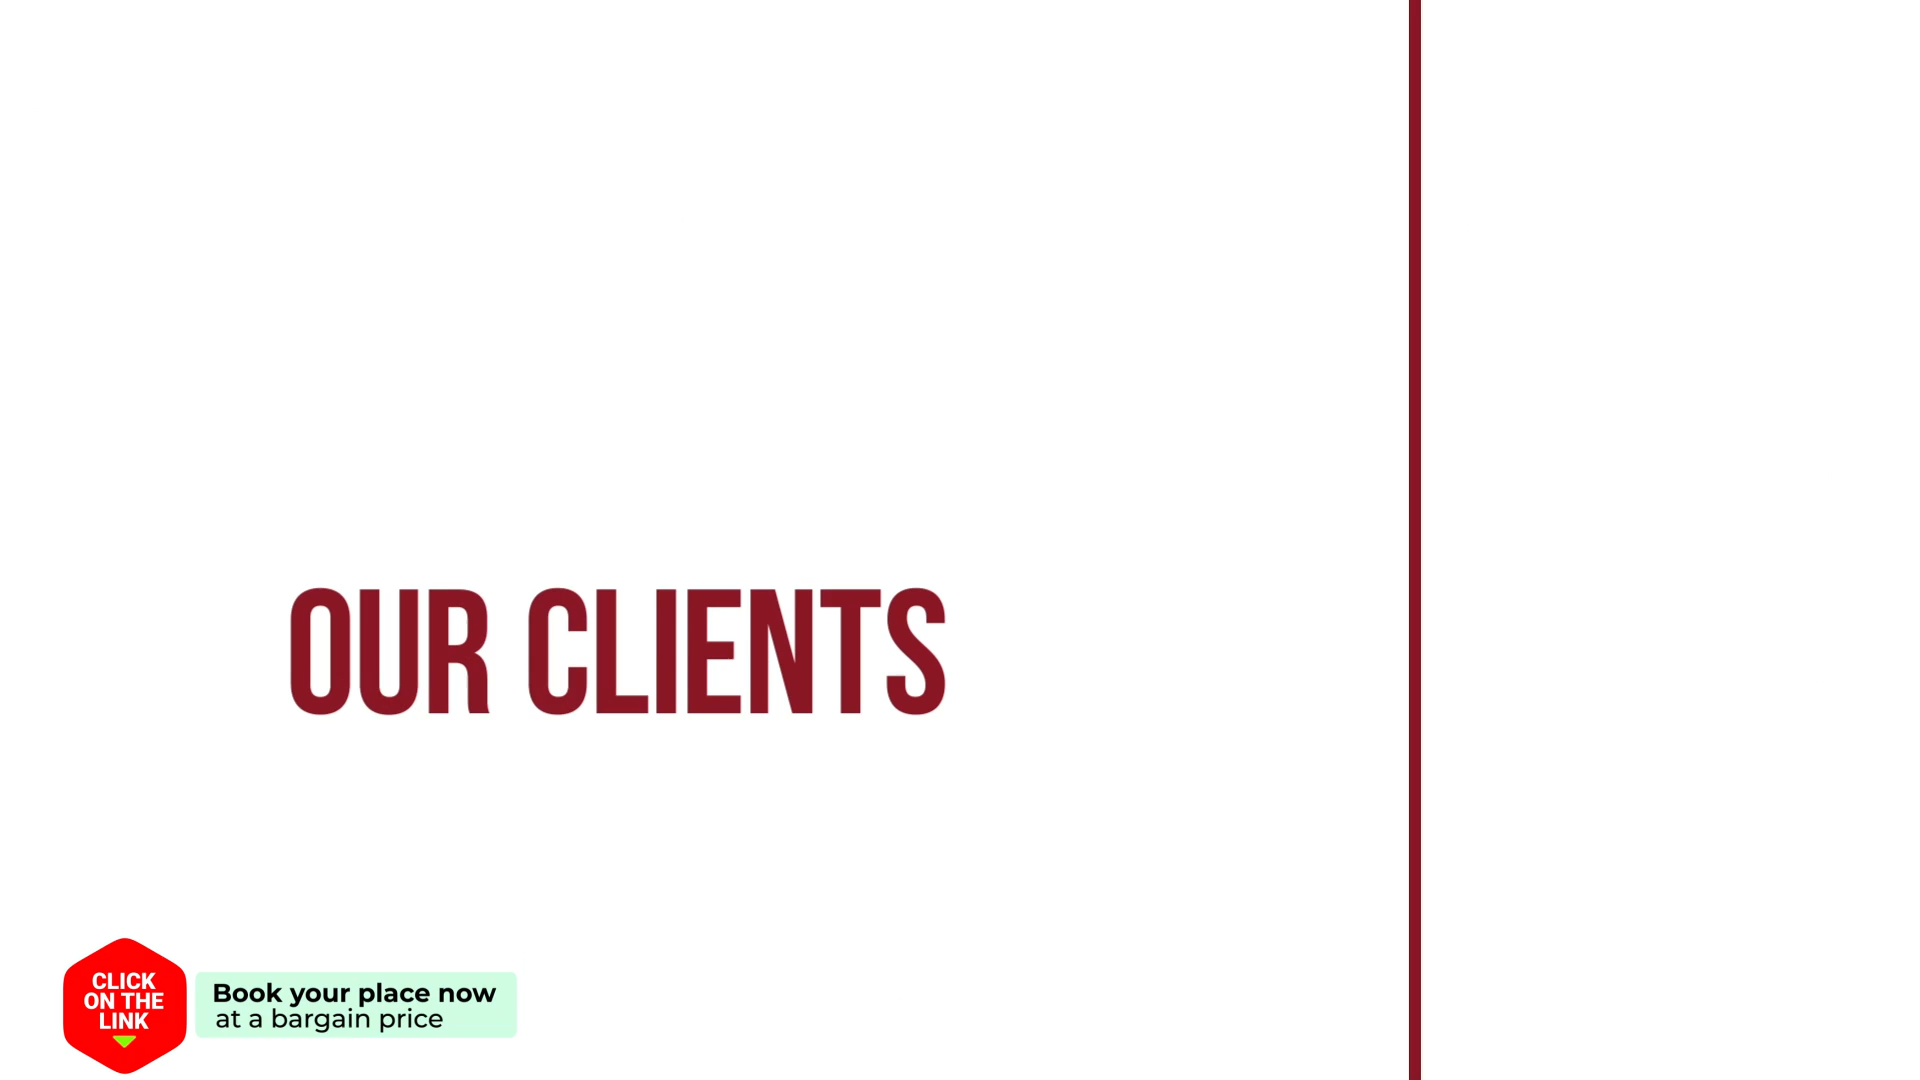 OUR CLIENTS
CLICK
ON THE
LINK
Book your place now
at a bargain price